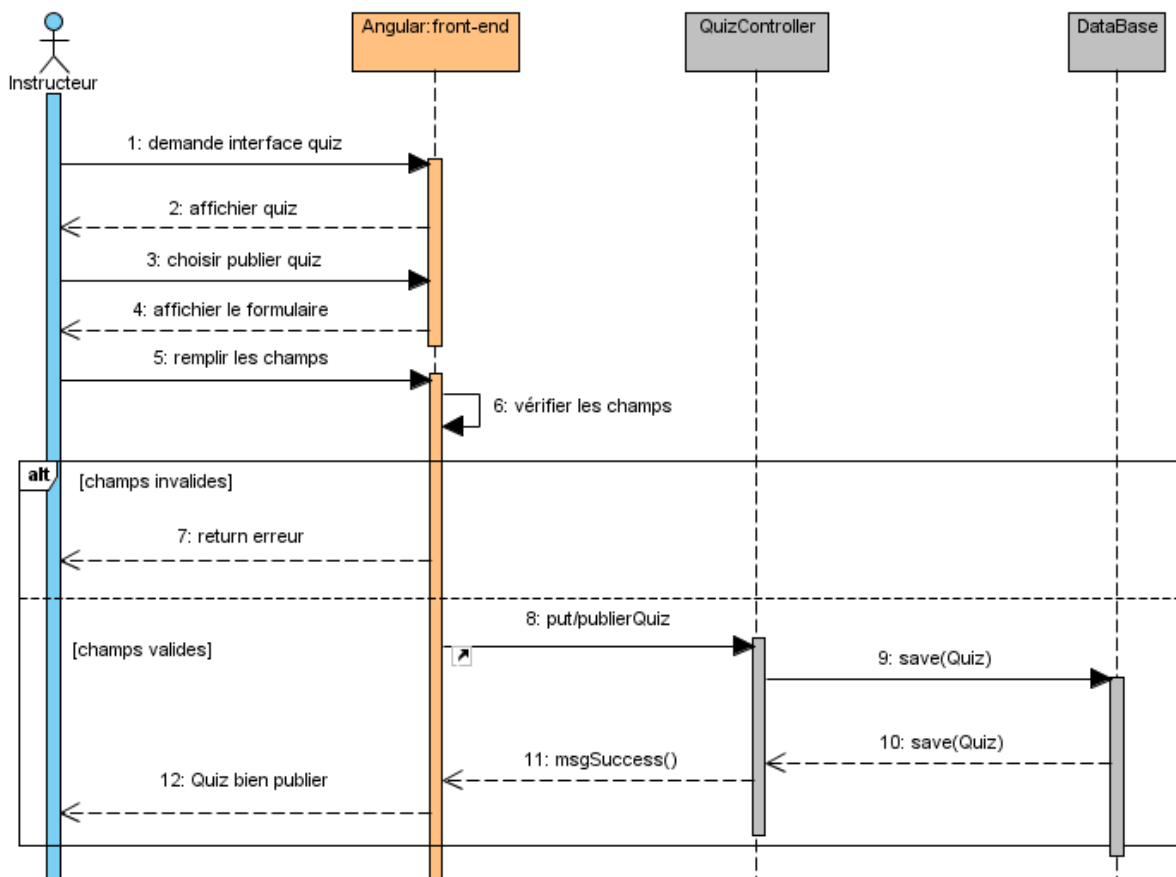 Angular:front-end
QuizController
DataBase
Instructeur
1: demande interface quiz
2: affichier quiz
3: choisir publier quiz
4: affichier le formulaire
5: remplir les champs
6: vérifier les champs
alt
[champs invalides]
7: return erreur
8: put/publierQuiz
[champs valides]
9: save(Quiz)
10: save(Quiz)
11: msgSuccess()
12: Quiz bien publier